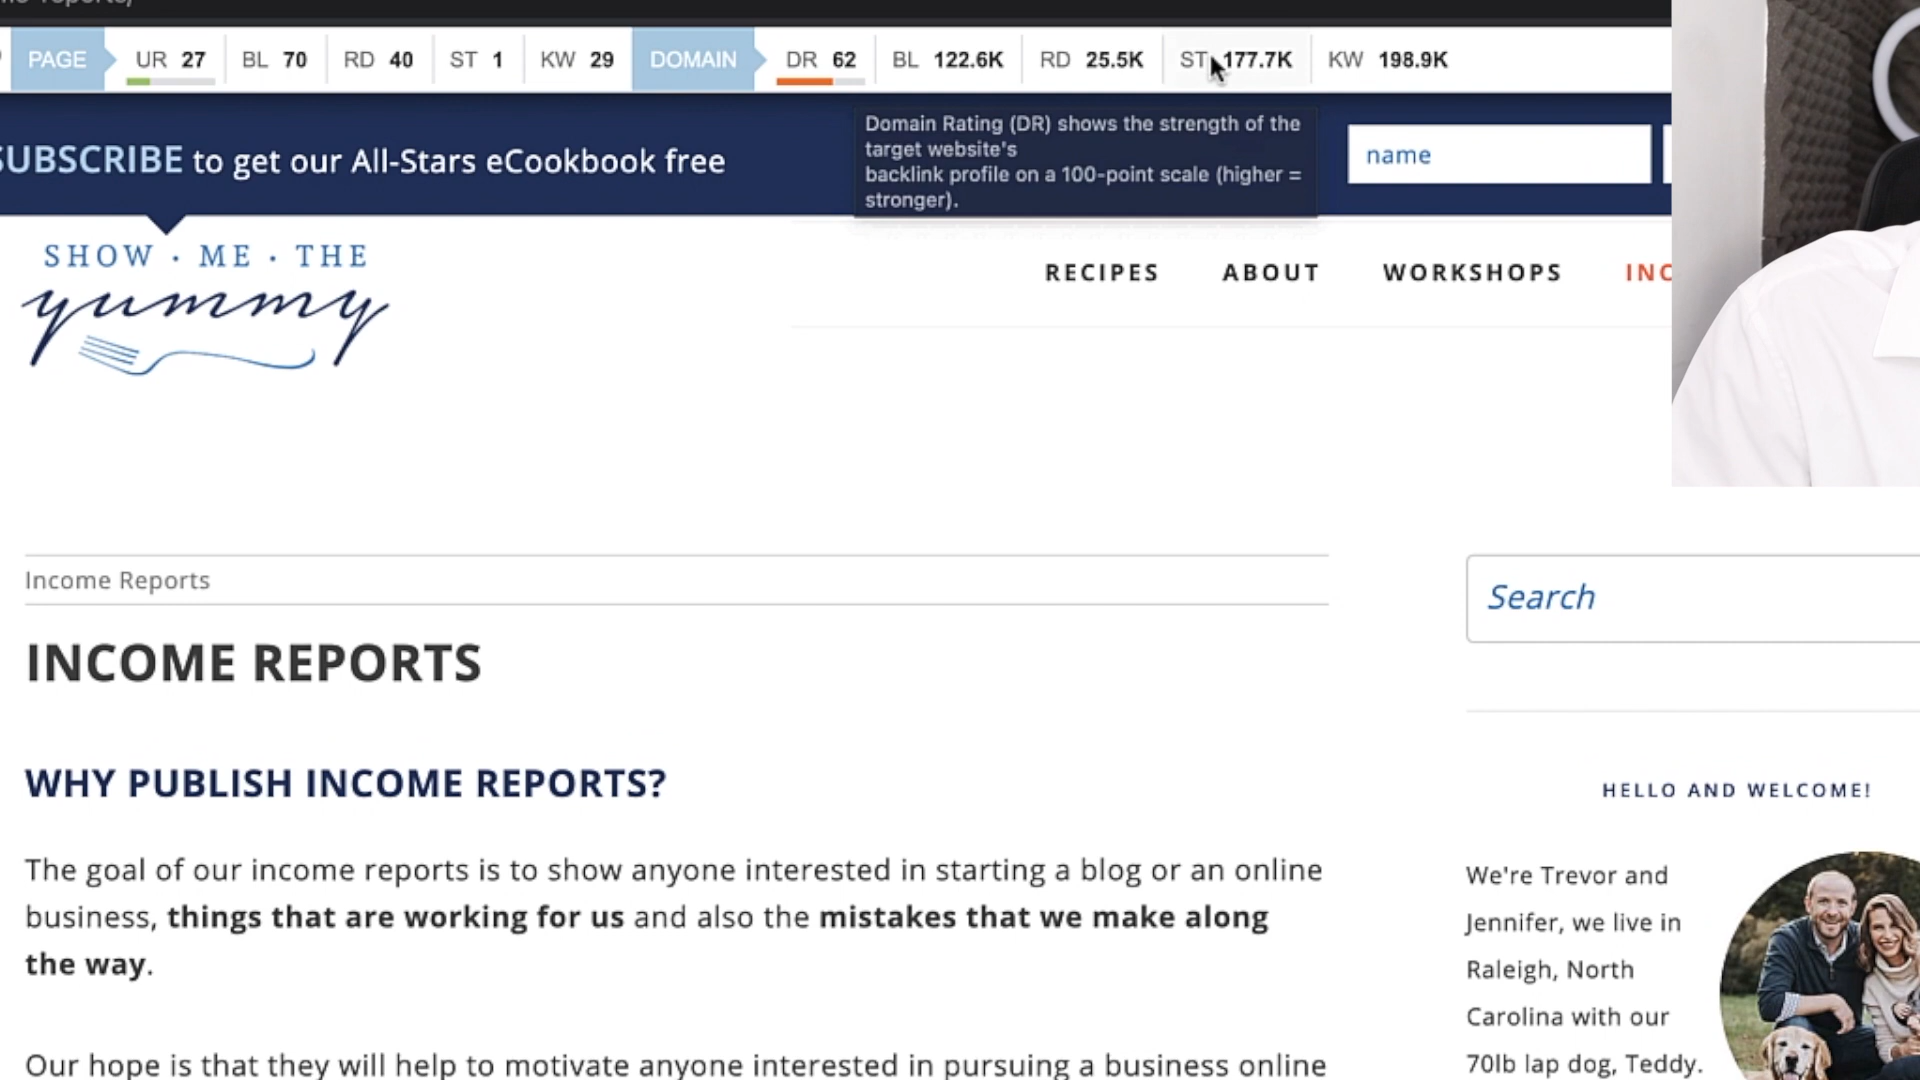 PAGE UR 27 BL 70 RD 40 ST 1 KW 29 DOMAIN DR 62 BL 122.6K RD 25.5K ST 177.7K KW 198.9K
SUBSCRIBE to get our All-Stars eCookbook free
Domain Rating (DR) shows the strength of the
target website's
backlink profile on a 100-point scale (higher =
stronger).
name
SHOW · ME · THE
yummy
RECIPES ABOUT WORKSHOPS
Income Reports
INCOME REPORTS
WHY PUBLISH INCOME REPORTS?
The goal of our income reports is to show anyone interested in starting a blog or an online
business, things that are working for us and also the mistakes that we make along
the way.
Our hope is that they will help to motivate anyone interested in pursuing a business online
Search
HELLO AND WELCOME!
We're Trevor and
Jennifer, we live in
Raleigh, North
Carolina with our
70lb lap dog, Teddy.